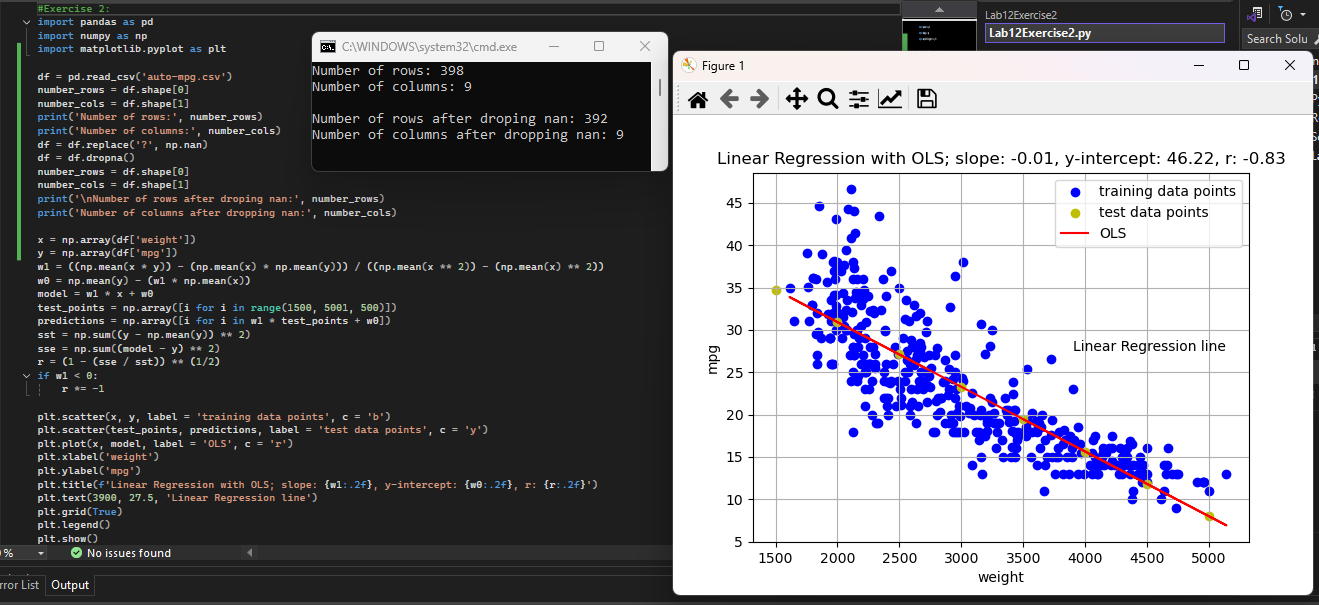 #Exercise 2:
import pandas as pd
import numpy as np
import matplotlib.pyplot as plt
df = pd.read_csv('auto-mpg.csv')
number_rows = df.shape[0]
number_cols = df.shape[1]
print('Number of rows:', number_rows)
print('Number of columns:', number_cols)
df = df.replace('?', np.nan)
df = df.dropna()
number_rows = df.shape[0]
number_cols = df.shape[1]
print('\nNumber of rows after droping nan:', number_rows)
print('Number of columns after dropping nan:', number_cols)
x = np.array(df['weight'])
y = np.array(df['mpg'])
w1 = ((np.mean(x * y)) - (np.mean(x) * np.mean(y))) / ((np.mean(x ** 2)) - (np.mean(x) ** 2))
w0 = np.mean(y) - (w1 * np.mean(x))
model = w1 * x + w0
test_points = np.array([i for i in range(1500, 5001, 500)])
predictions = np.array([i for i in w1 * test_points + w0])
sst = np.sum((y - np.mean(y)) ** 2)
sse = np.sum((model - y) ** 2)
r = (1 - (sse / sst)) ** (1/2)
if w1 < 0:
r *= -1
plt.scatter(x, y, label = 'training data points', c = 'b')
plt.scatter(test_points, predictions, label = 'test data points', c = 'y')
plt.plot(x, model, label = 'OLS', c = 'r')
plt.xlabel('weight')
plt.ylabel('mpg')
plt.title(f'Linear Regression with OLS; slope: {w1:.2f}, y-intercept: {w0:.2f}, r: {r:.2f}')
plt.text(3900, 27.5, 'Linear Regression line')
plt.grid(True)
plt.legend()
plt.show()
%
No issues found
rror List
Output
C:\WINDOWS\system32\cmd.exe
Number of rows: 398
Number of columns: 9
Number of rows after droping nan: 392
Number of columns after dropping nan: 9
Lab12Exercise2
Lab12Exercise2.py
Search Solu
Figure 1
Linear Regression with OLS; slope: -0.01, y-intercept: 46.22, r: -0.83
training data points
test data points
OLS
Linear Regression line
45
40
35
30
25
20
15
10
5
mpg
1500 2000 2500 3000 3500 4000 4500 5000
weight